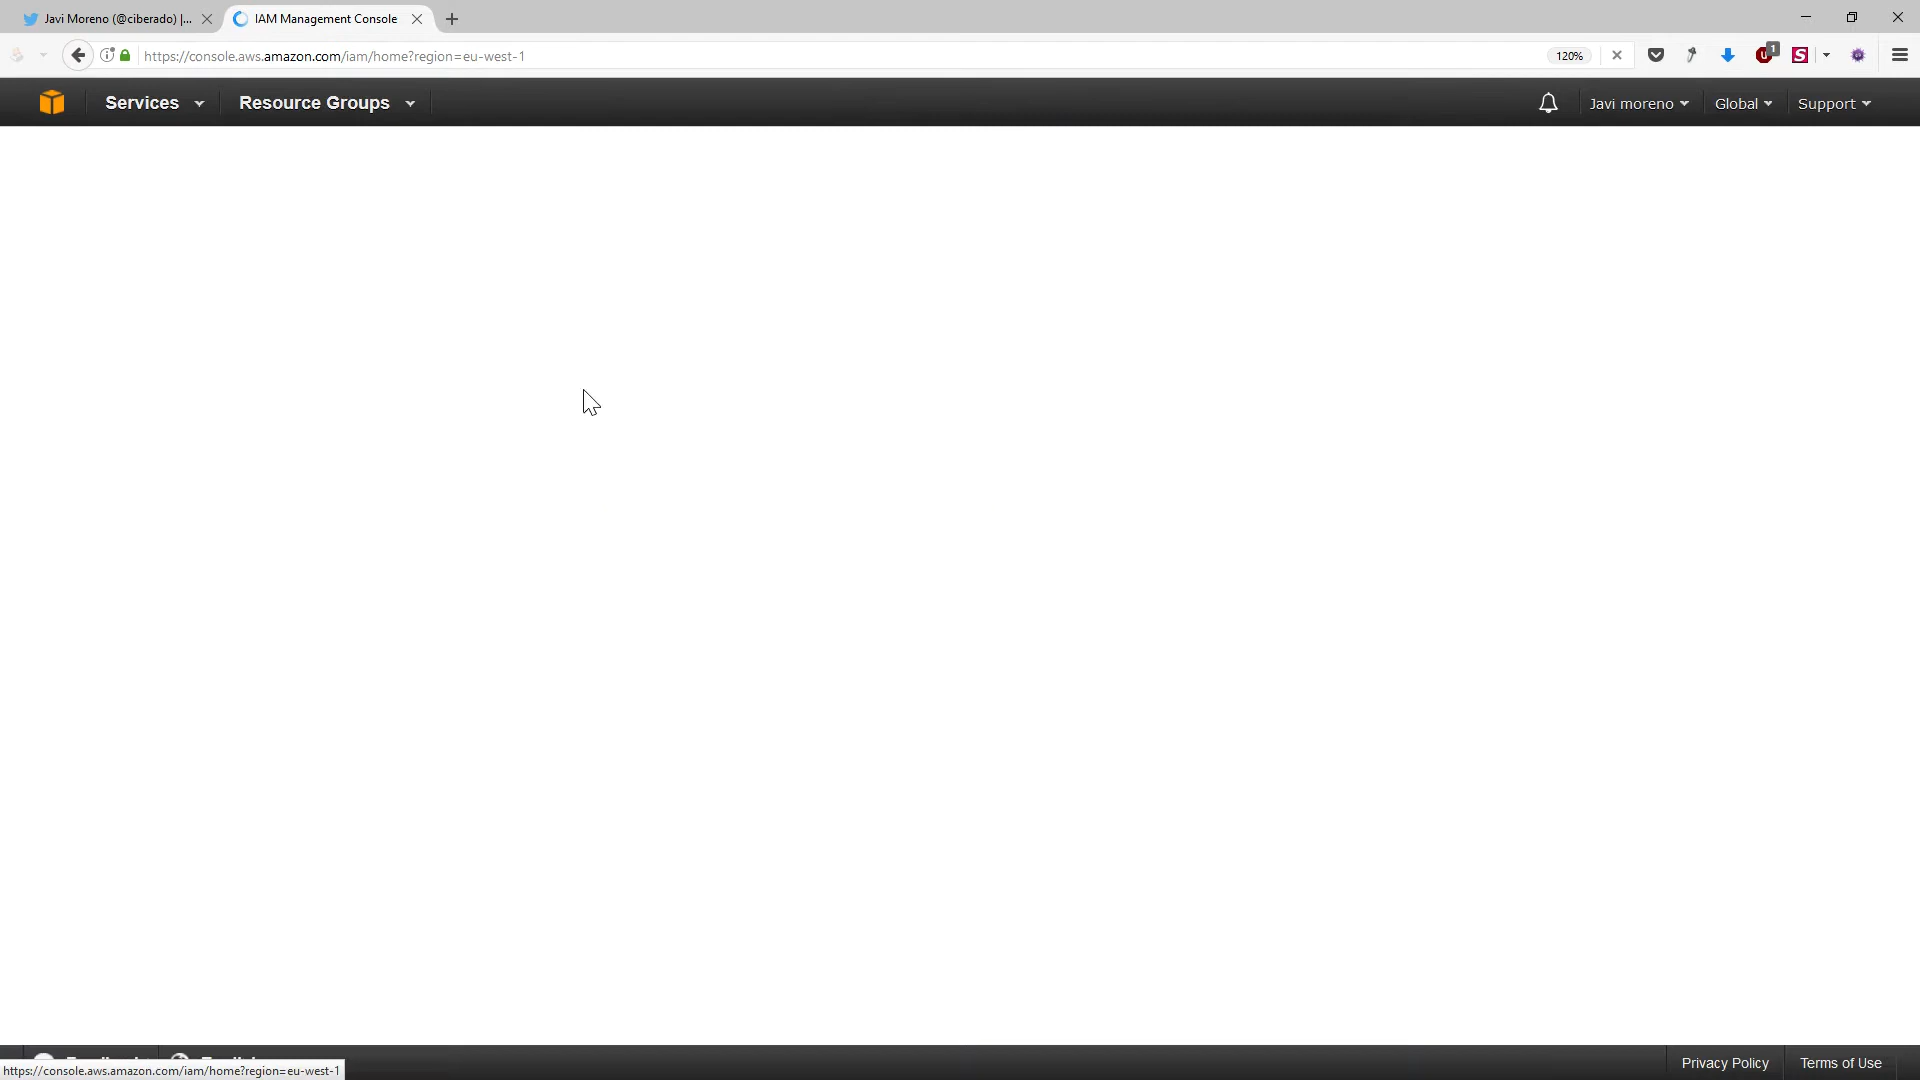 Javi Moreno (@ciberado) |...
IAM Management Console
https://console.aws.amazon.com/iam/home?region=eu-west-1
120%
1
S
Services
Resource Groups
Javi moreno
Global
Support
https://console.aws.amazon.com/iam/home?region=eu-west-1
Privacy Policy
Terms of Use